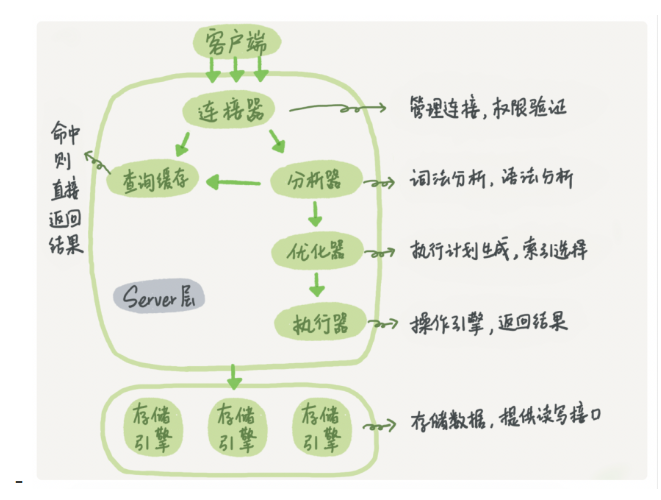 客户端
连接器
管理连接，权限验证
命中
则
直接
返回
结果
查询缓存
分析器
词法分析，语法分析
优化器
执行计划生成，索引选择
Server层
执行器
操作引擎，返回结果
存储
引擎
存储
引擎
存储
引擎
存储数据，提供读写接口